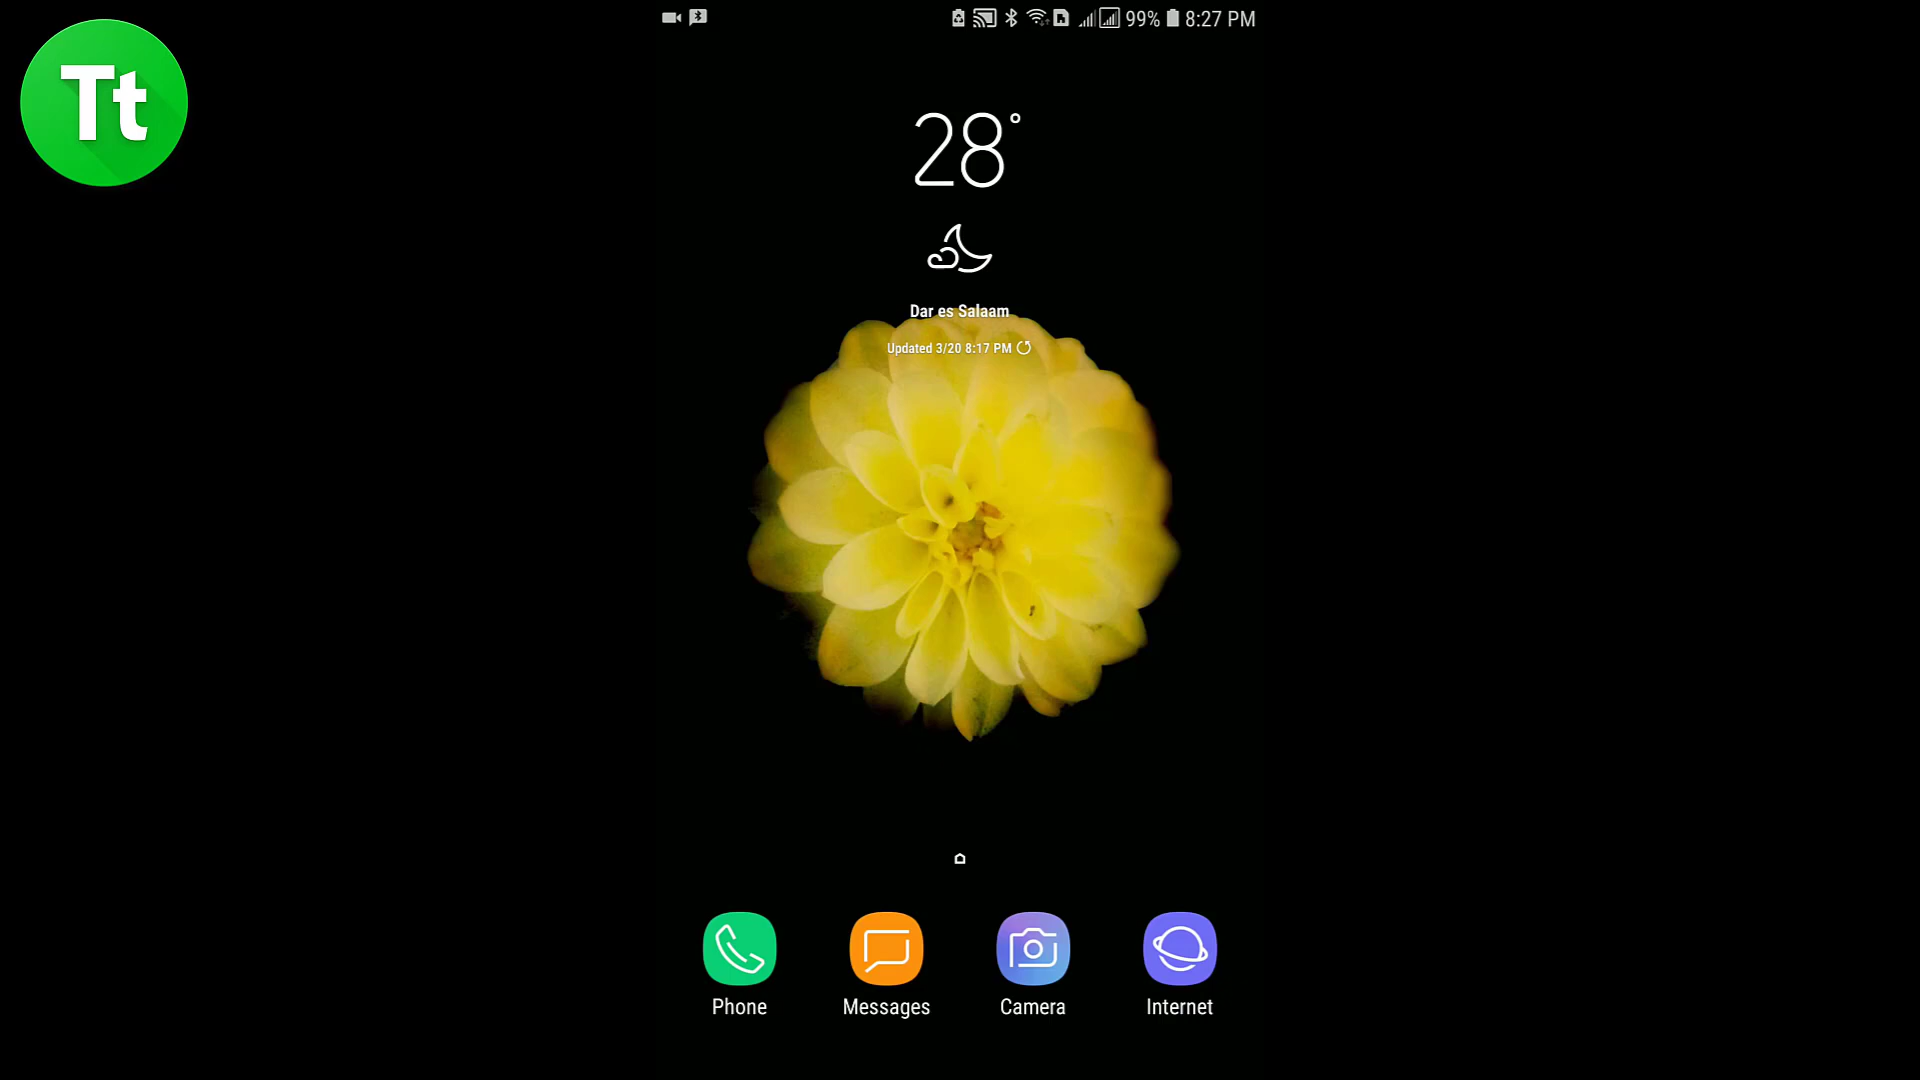 Tt
99% 8:27 PM
28°
Dar es Salaam
Updated 3/20 8:17 PM
Phone Messages Camera Internet